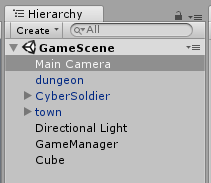 Hierarchy
Create All
GameScene
Main Camera
dungeon
CyberSoldier
town
Directional Light
GameManager
Cube